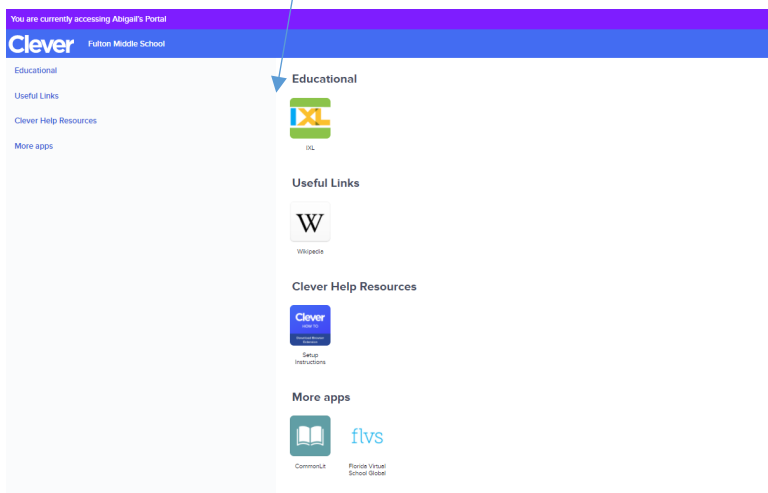 You are currently accessing Abigail's Portal
Clever Fulton Middle School
Educational
Useful Links
Clever Help Resources
More apps
Educational
IXL
IXL
Useful Links
W
Wikipedia
Clever Help Resources
Clever
HOW TO
Setup
Instructions
More apps
flvs
CommonLit
Florida Virtual
School Global